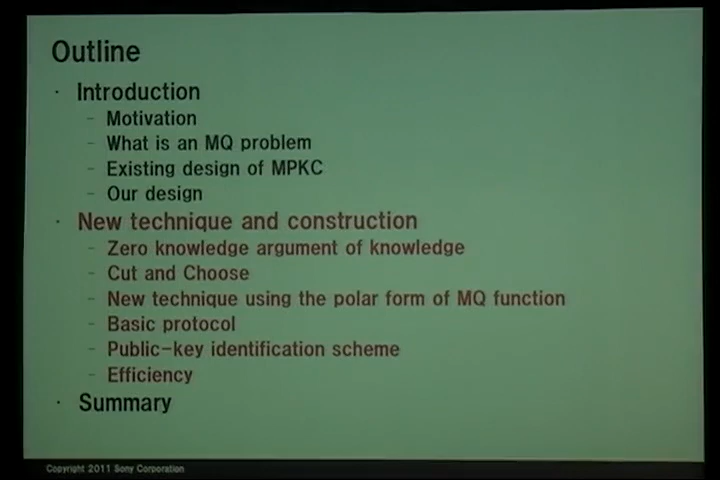 Outline
· Introduction
– Motivation
– What is an MQ problem
– Existing design of MPKC
– Our design
· New technique and construction
– Zero knowledge argument of knowledge
– Cut and Choose
– New technique using the polar form of MQ function
– Basic protocol
– Public-key identification scheme
– Efficiency
· Summary
Copyright 2011 Sony Corporation